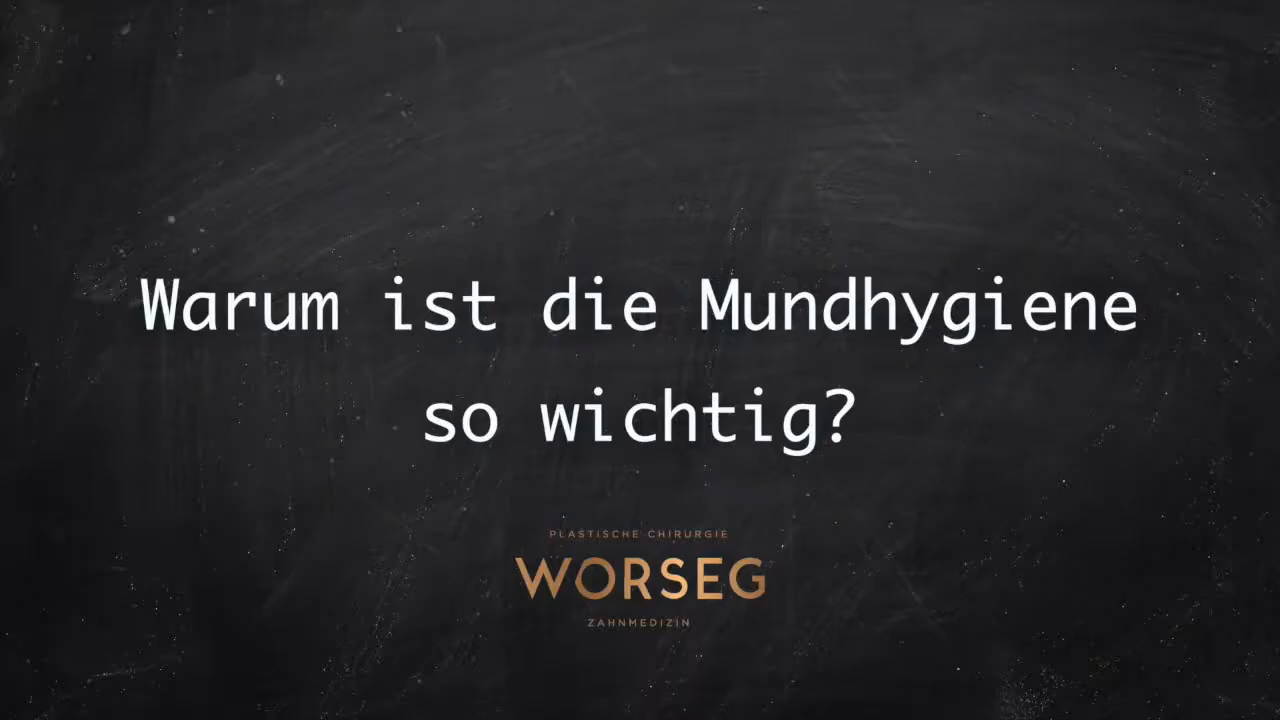 Warum ist die Mundhygiene
so wichtig?
PLASTISCHE CHIRURGIE
WORSEG
ZAHNMEDIZIN